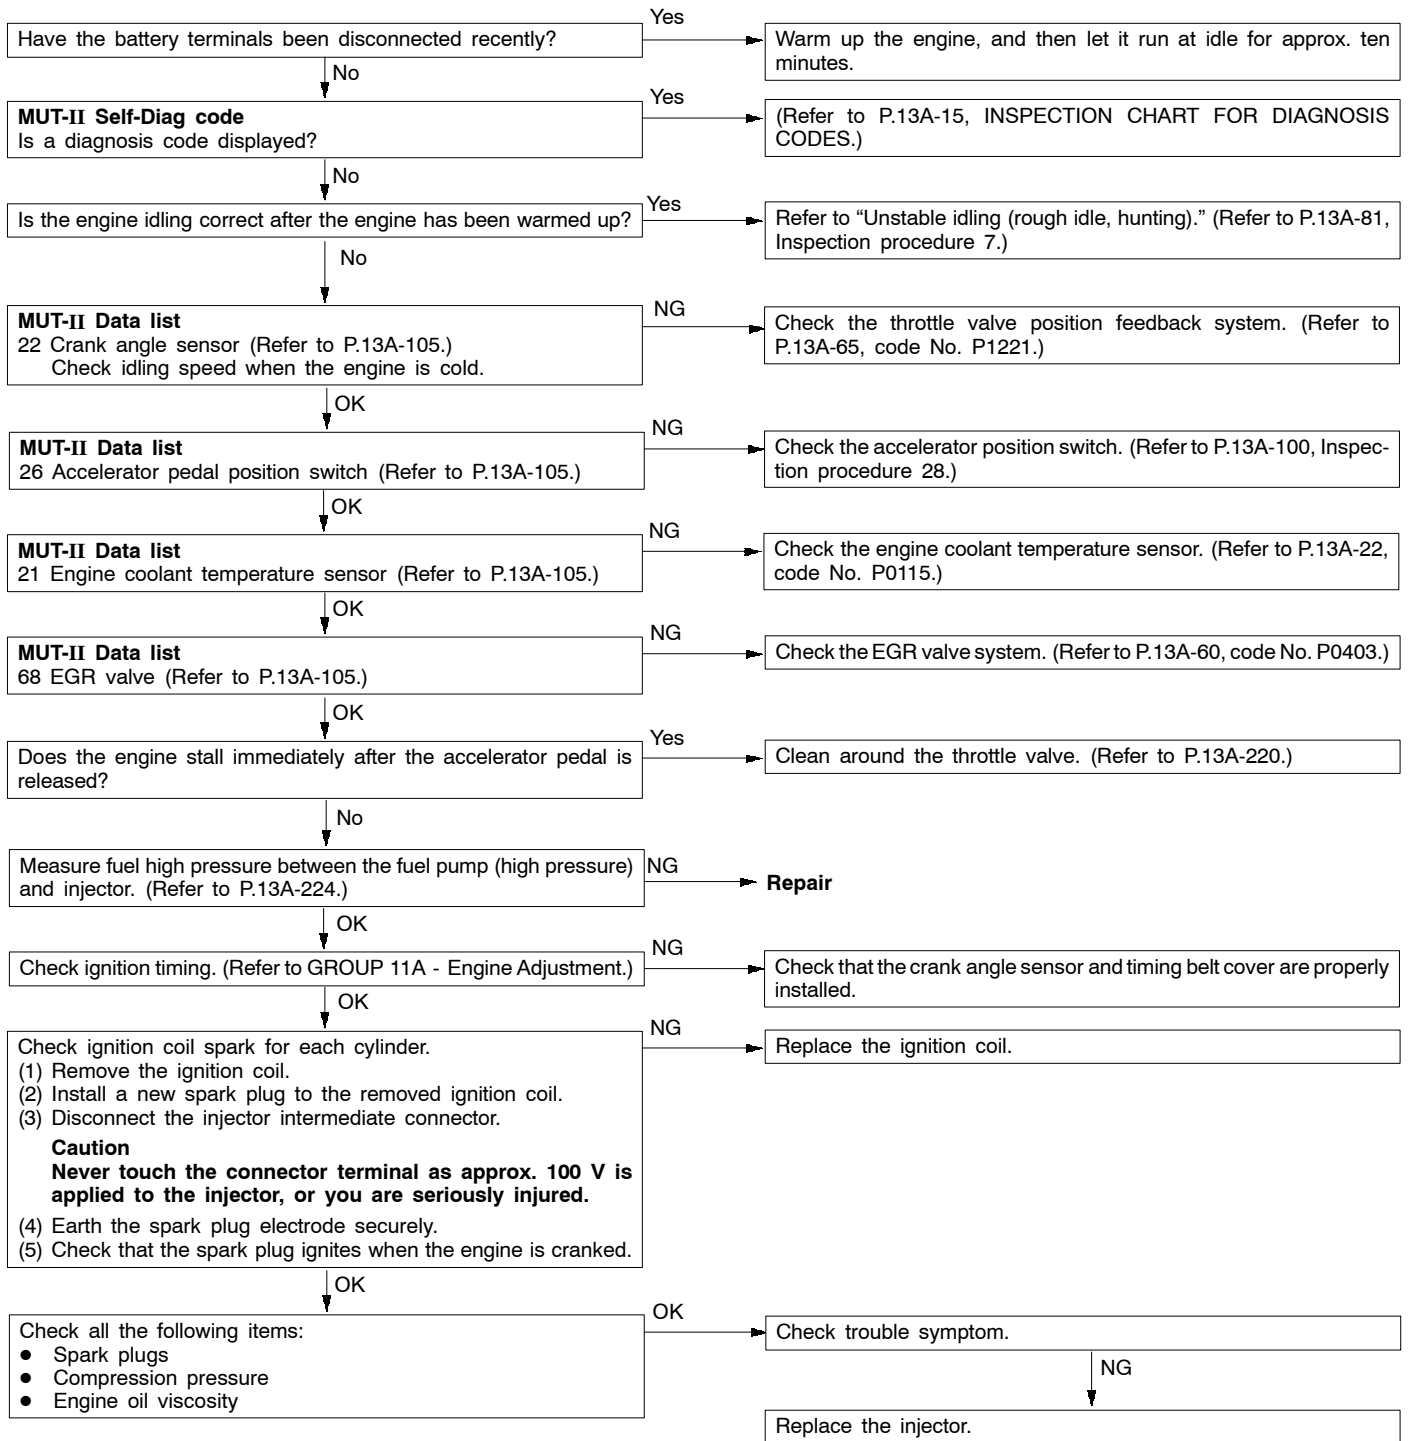 Have the battery terminals been disconnected recently?
Yes
Warm up the engine, and then let it run at idle for approx. ten
minutes.
No
MUT-II Self-Diag code
Is a diagnosis code displayed?
Yes
(Refer to P.13A-15, INSPECTION CHART FOR DIAGNOSIS
CODES.)
No
Is the engine idling correct after the engine has been warmed up?
Yes
Refer to “Unstable idling (rough idle, hunting).” (Refer to P.13A-81,
Inspection procedure 7.)
No
MUT-II Data list
22 Crank angle sensor (Refer to P.13A-105.)
Check idling speed when the engine is cold.
NG
Check the throttle valve position feedback system. (Refer to
P.13A-65, code No. P1221.)
OK
MUT-II Data list
26 Accelerator pedal position switch (Refer to P.13A-105.)
NG
Check the accelerator position switch. (Refer to P.13A-100, Inspec-
tion procedure 28.)
OK
MUT-II Data list
21 Engine coolant temperature sensor (Refer to P.13A-105.)
NG
Check the engine coolant temperature sensor. (Refer to P.13A-22,
code No. P0115.)
OK
MUT-II Data list
68 EGR valve (Refer to P.13A-105.)
NG
Check the EGR valve system. (Refer to P.13A-60, code No. P0403.)
OK
Does the engine stall immediately after the accelerator pedal is
released?
Yes
Clean around the throttle valve. (Refer to P.13A-220.)
No
Measure fuel high pressure between the fuel pump (high pressure)
and injector. (Refer to P.13A-224.)
NG
Repair
OK
Check ignition timing. (Refer to GROUP 11A - Engine Adjustment.)
NG
Check that the crank angle sensor and timing belt cover are properly
installed.
OK
Check ignition coil spark for each cylinder.
(1) Remove the ignition coil.
(2) Install a new spark plug to the removed ignition coil.
(3) Disconnect the injector intermediate connector.
Caution
Never touch the connector terminal as approx. 100 V is
applied to the injector, or you are seriously injured.
(4) Earth the spark plug electrode securely.
(5) Check that the spark plug ignites when the engine is cranked.
NG
Replace the ignition coil.
OK
Check all the following items:
● Spark plugs
● Compression pressure
● Engine oil viscosity
OK
Check trouble symptom.
NG
Replace the injector.